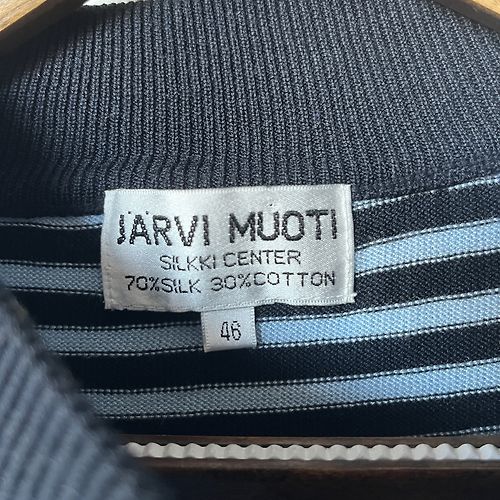 JÄRVI MUOTI
SILKKI CENTER
70%SILK 30%COTTON
46